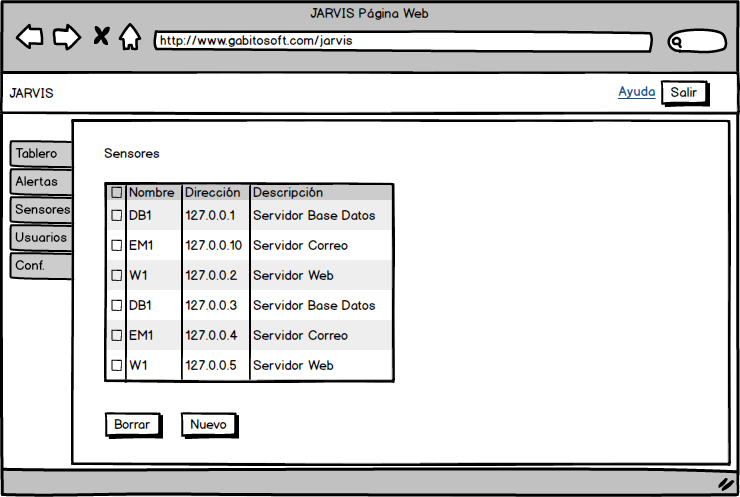 JARVIS Página Web
http://www.gabitosoft.com/jarvis
JARVIS Ayuda Salir
Tablero
Alertas
Sensores
Usuarios
Conf.
Sensores
Nombre Dirección Descripción
DB1 127.0.0.1 Servidor Base Datos
EM1 127.0.0.10 Servidor Correo
W1 127.0.0.2 Servidor Web
DB1 127.0.0.3 Servidor Base Datos
EM1 127.0.0.4 Servidor Correo
W1 127.0.0.5 Servidor Web
Borrar Nuevo